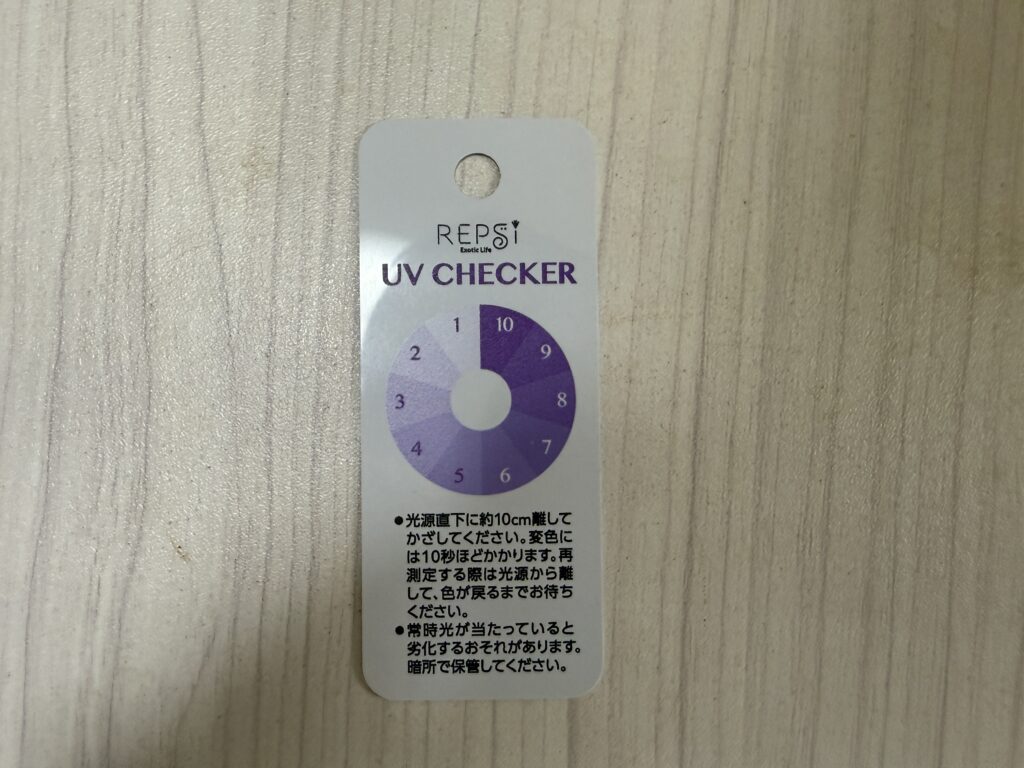 REPSi
Exotic Life
UV CHECKER
1
10
2
9
3
8
4
7
5
6
●光源直下に約10cm離して
かざしてください。変色に
は10秒ほどかかります。再
測定する際は光源から離
して、色が戻るまでお待ち
ください。
●常時光が当たっていると
劣化するおそれがあります。
暗所で保管してください。